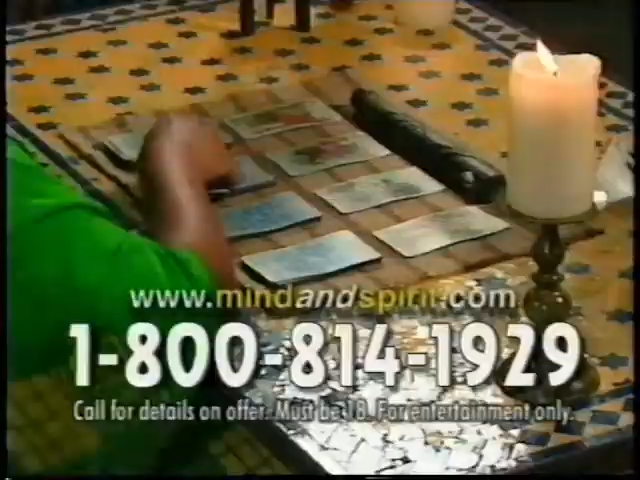 www.mindandspirit.com
1-800-814-1929
Call for details on offer. Must be 18. For entertainment only.